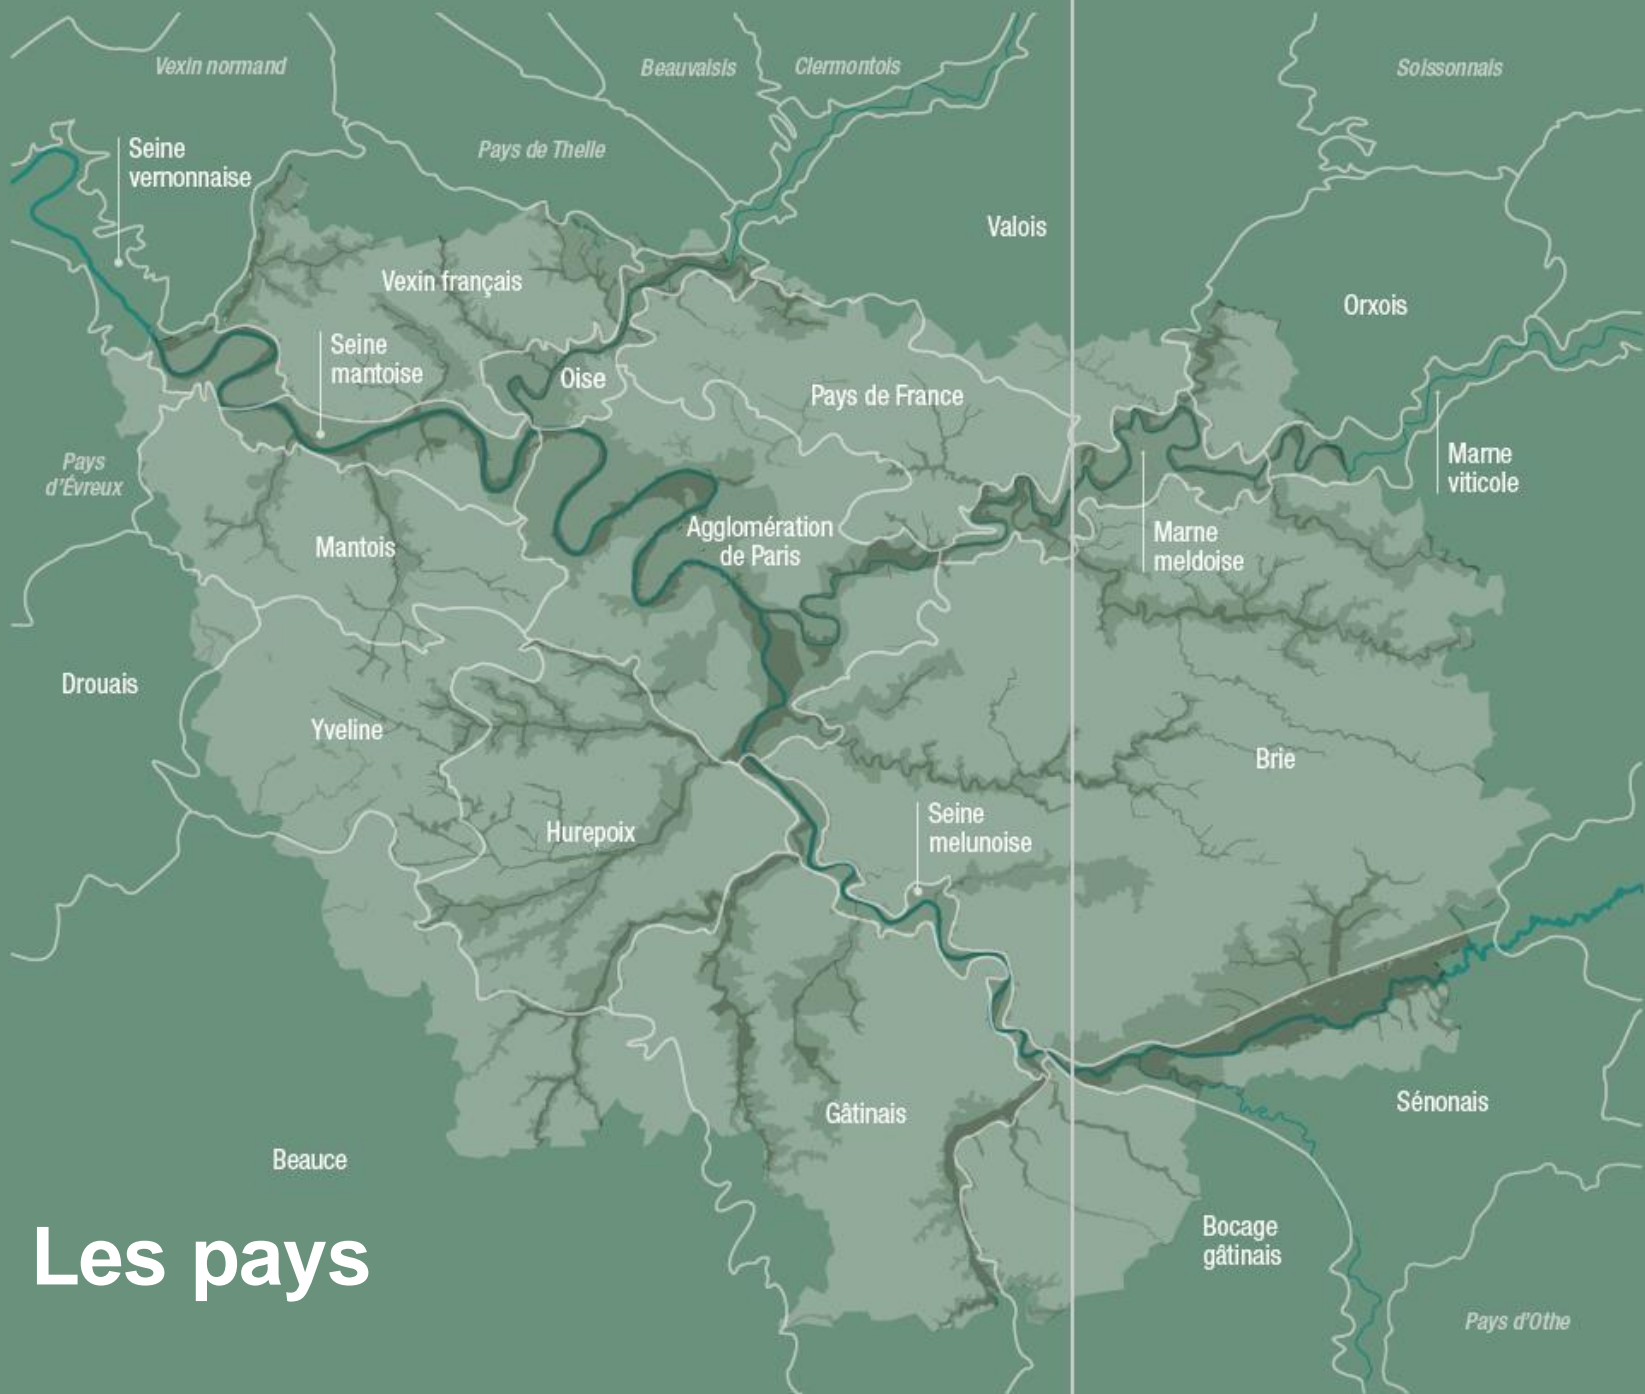 Vexin normand
Beauvaisis
Clermontois
Soissonnais
Seine
vernonnaise
Pays de Thelle
Valois
Vexin français
Orxois
Seine
mantoise
Oise
Pays de France
Pays
d'Évreux
Marne
viticole
Agglomération
de Paris
Marne
meldoise
Mantois
Drouais
Yveline
Brie
Hurepoix
Seine
melunoise
Gâtinais
Sénonais
Beauce
Bocage
gâtinais
Les pays
Pays d'Othe